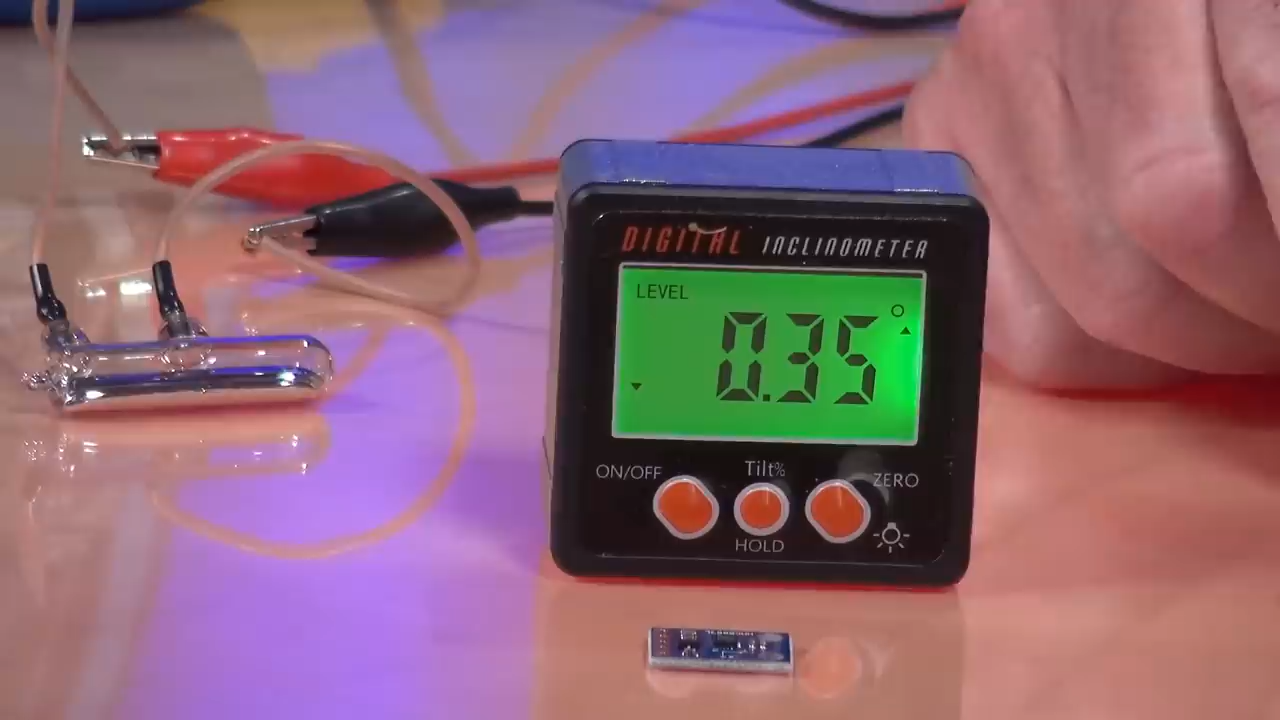 DIGITAL INCLINOMETER
LEVEL
0.35°
ON/OFF
Tilt%
ZERO
HOLD